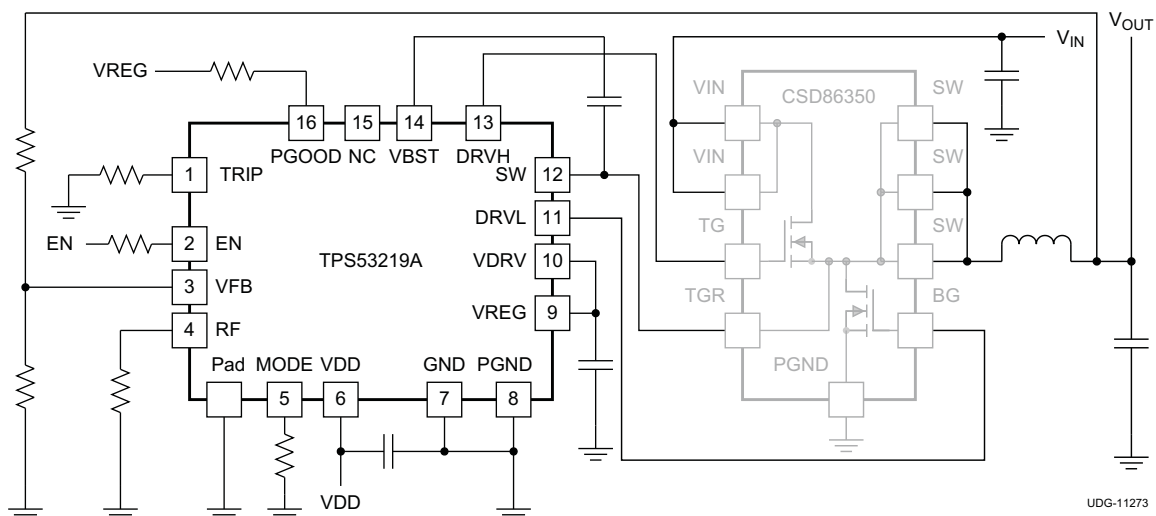 VOUT
VREG
VIN
VIN
CSD86350
SW
16
15
14
13
PGOOD
NC
VBST
DRVH
VIN
SW
1
TRIP
SW
12
DRVL
11
TG
SW
EN
2
EN
TPS53219A
VDRV
10
3
VFB
TGR
BG
VREG
9
4
RF
Pad
MODE
VDD
GND
PGND
PGND
5
6
7
8
VDD
UDG-11273